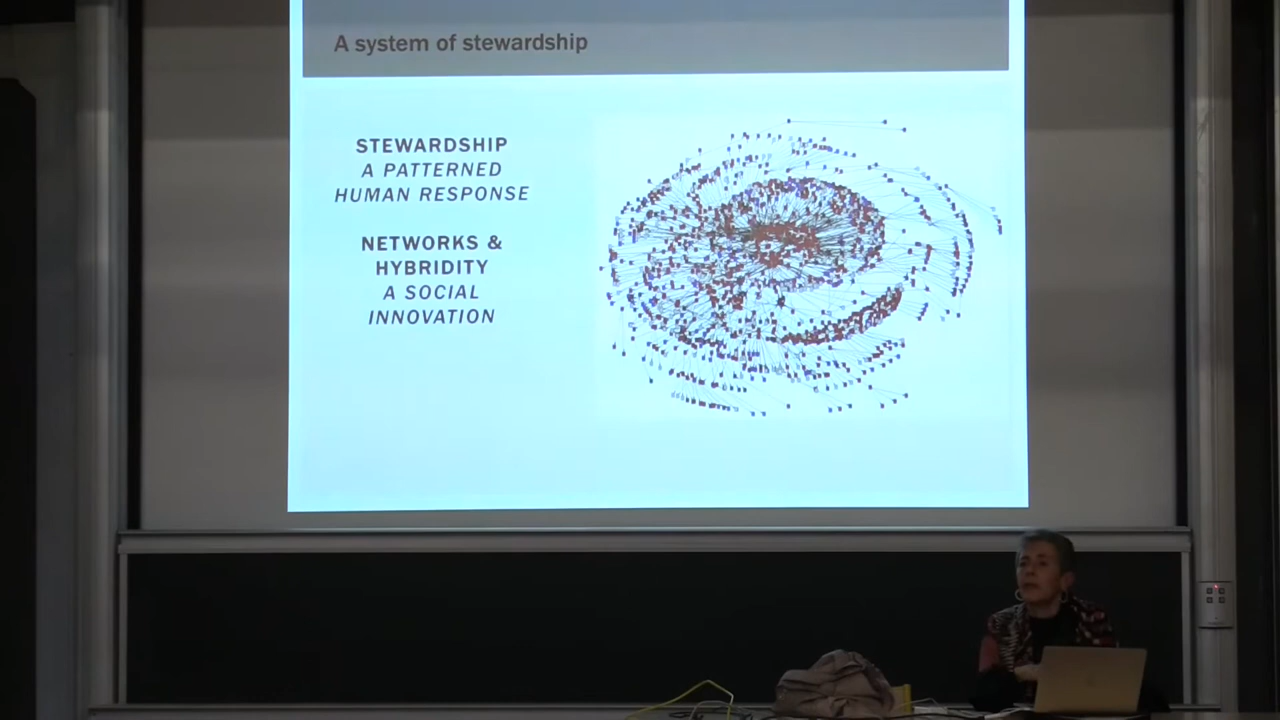 A system of stewardship
STEWARDSHIP
A PATTERNED
HUMAN RESPONSE
NETWORKS &
HYBRIDITY
A SOCIAL
INNOVATION